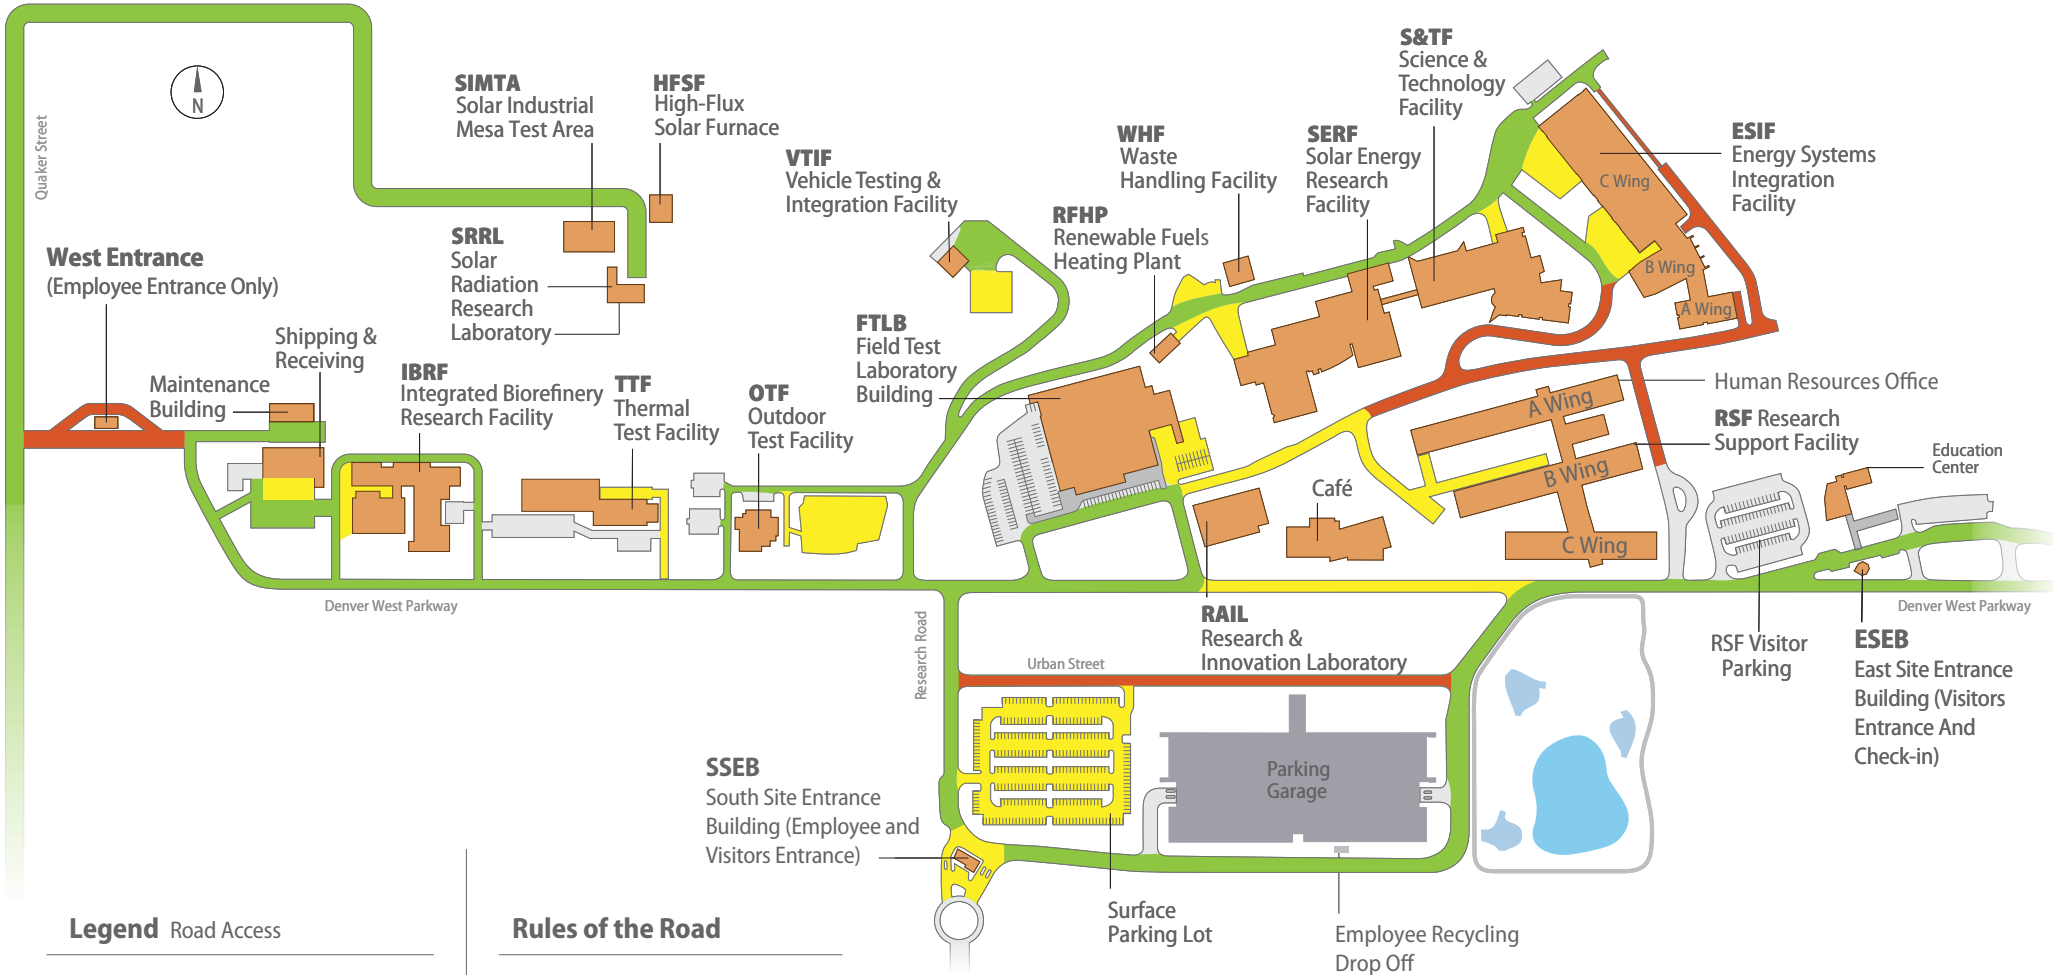 S&TF
Science &
Technology
Facility
SIMTA
Solar Industrial
Mesa Test Area
HFSF
High-Flux
Solar Furnace
N
Quaker Street
VTIF
Vehicle Testing &
Integration Facility
WHF
Waste
Handling Facility
SERF
Solar Energy
Research
Facility
ESIF
Energy Systems
Integration
Facility
C Wing
B Wing
A Wing
RFHP
Renewable Fuels
Heating Plant
SRRL
Solar
Radiation
Research
Laboratory
West Entrance
(Employee Entrance Only)
Shipping &
Receiving
Maintenance
Building
IBRF
Integrated Biorefinery
Research Facility
TTF
Thermal
Test Facility
OTF
Outdoor
Test Facility
FTLB
Field Test
Laboratory
Building
Human Resources Office
A Wing
RSF Research
Support Facility
B Wing
C Wing
Education
Center
Café
Denver West Parkway
Research Road
RAIL
Research &
Innovation Laboratory
Urban Street
RSF Visitor
Parking
Denver West Parkway
ESEB
East Site Entrance
Building (Visitors
Entrance And
Check-in)
SSEB
South Site Entrance
Building (Employee and
Visitors Entrance)
Parking
Garage
Surface
Parking Lot
Employee Recycling
Drop Off
Legend Road Access
Rules of the Road